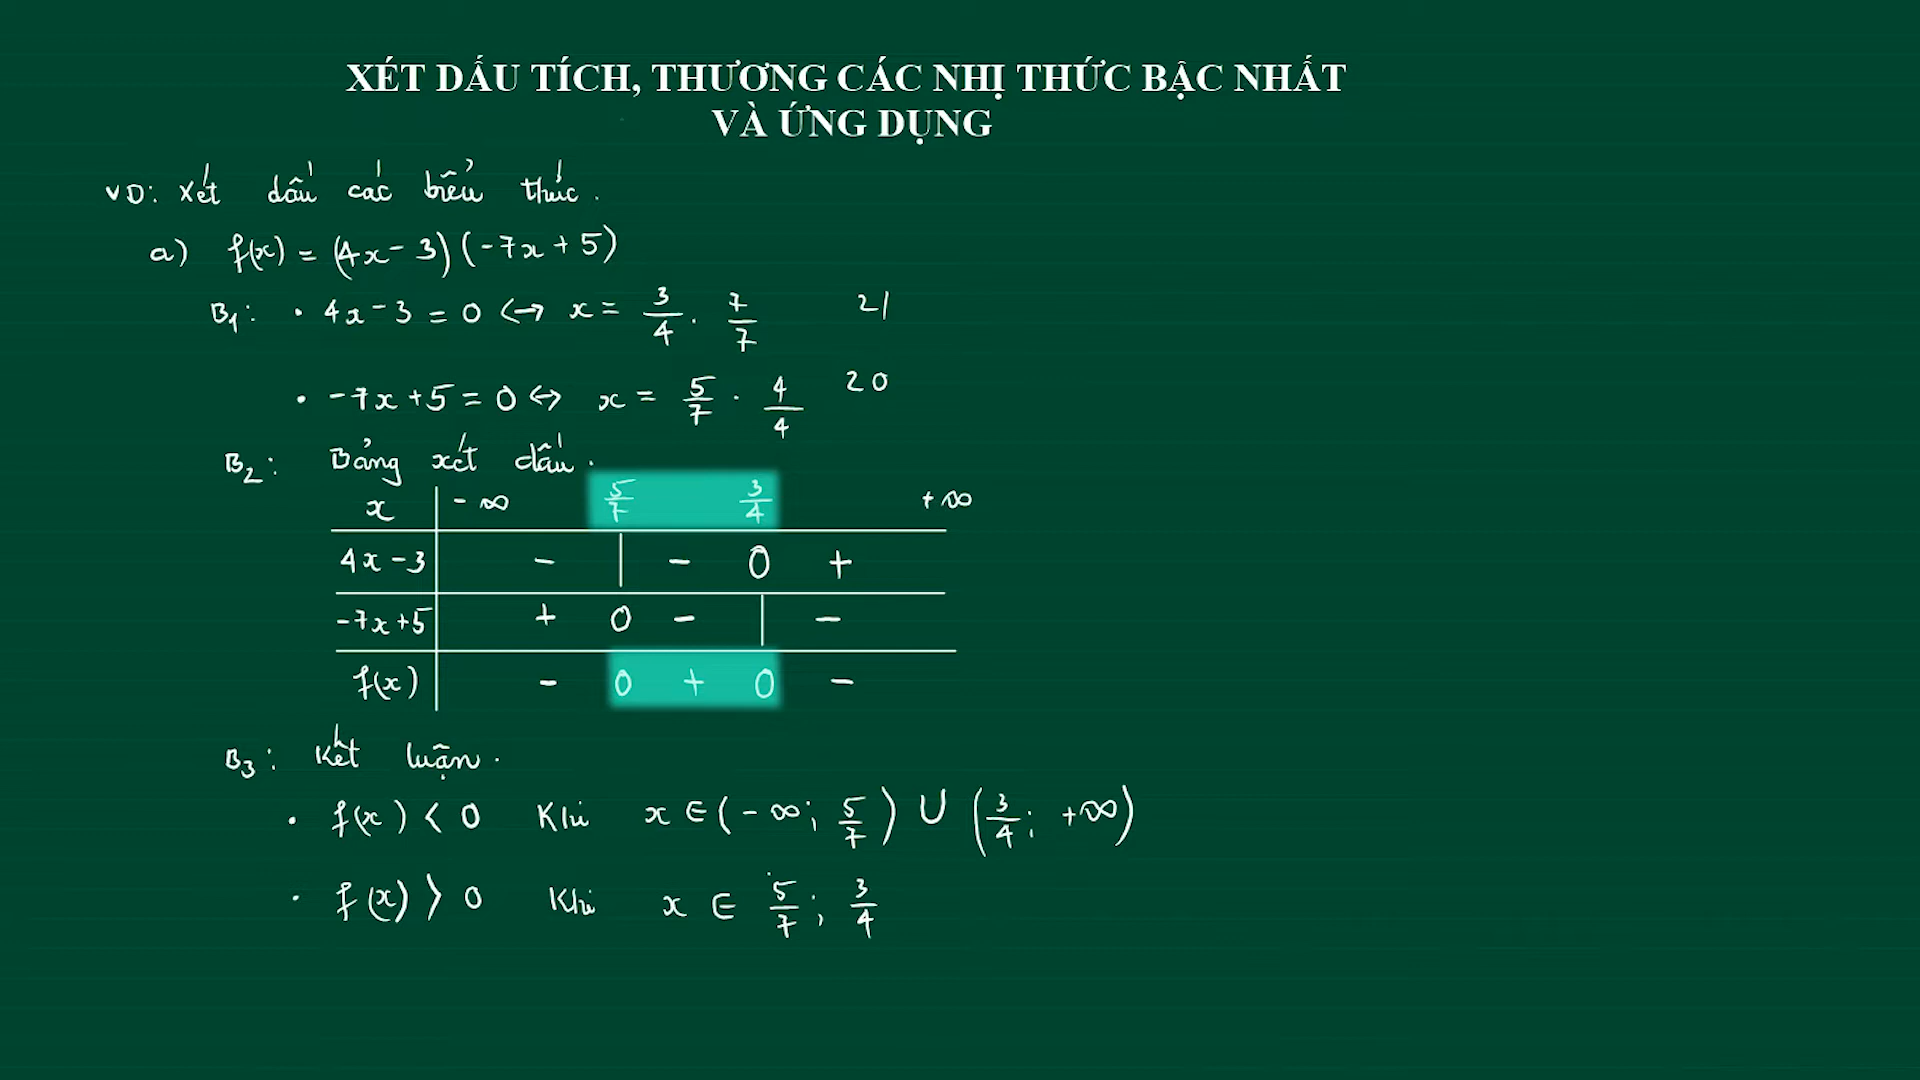 XÉT DẤU TÍCH, THƯƠNG CÁC NHỊ THỨC BẬC NHẤT
VÀ ỨNG DỤNG
VD: Xét dấu các biểu thức.
a) f(x) = (4x - 3)(-7x + 5)
B1: • 4x - 3 = 0 <-> x = 3/4 . 7/7 21
• -7x + 5 = 0 <-> x = 5/7 . 4/4 20
B2: Bảng xét dấu.
x | -∞ 5/7 3/4 +∞
4x - 3 | - | - 0 +
-7x + 5 | + 0 - | -
f(x) | - 0 + 0 -
B3: Kết luận.
• f(x) < 0 Khi x ∈ (-∞; 5/7) ∪ (3/4; +∞)
• f(x) > 0 Khi x ∈ 5/7; 3/4